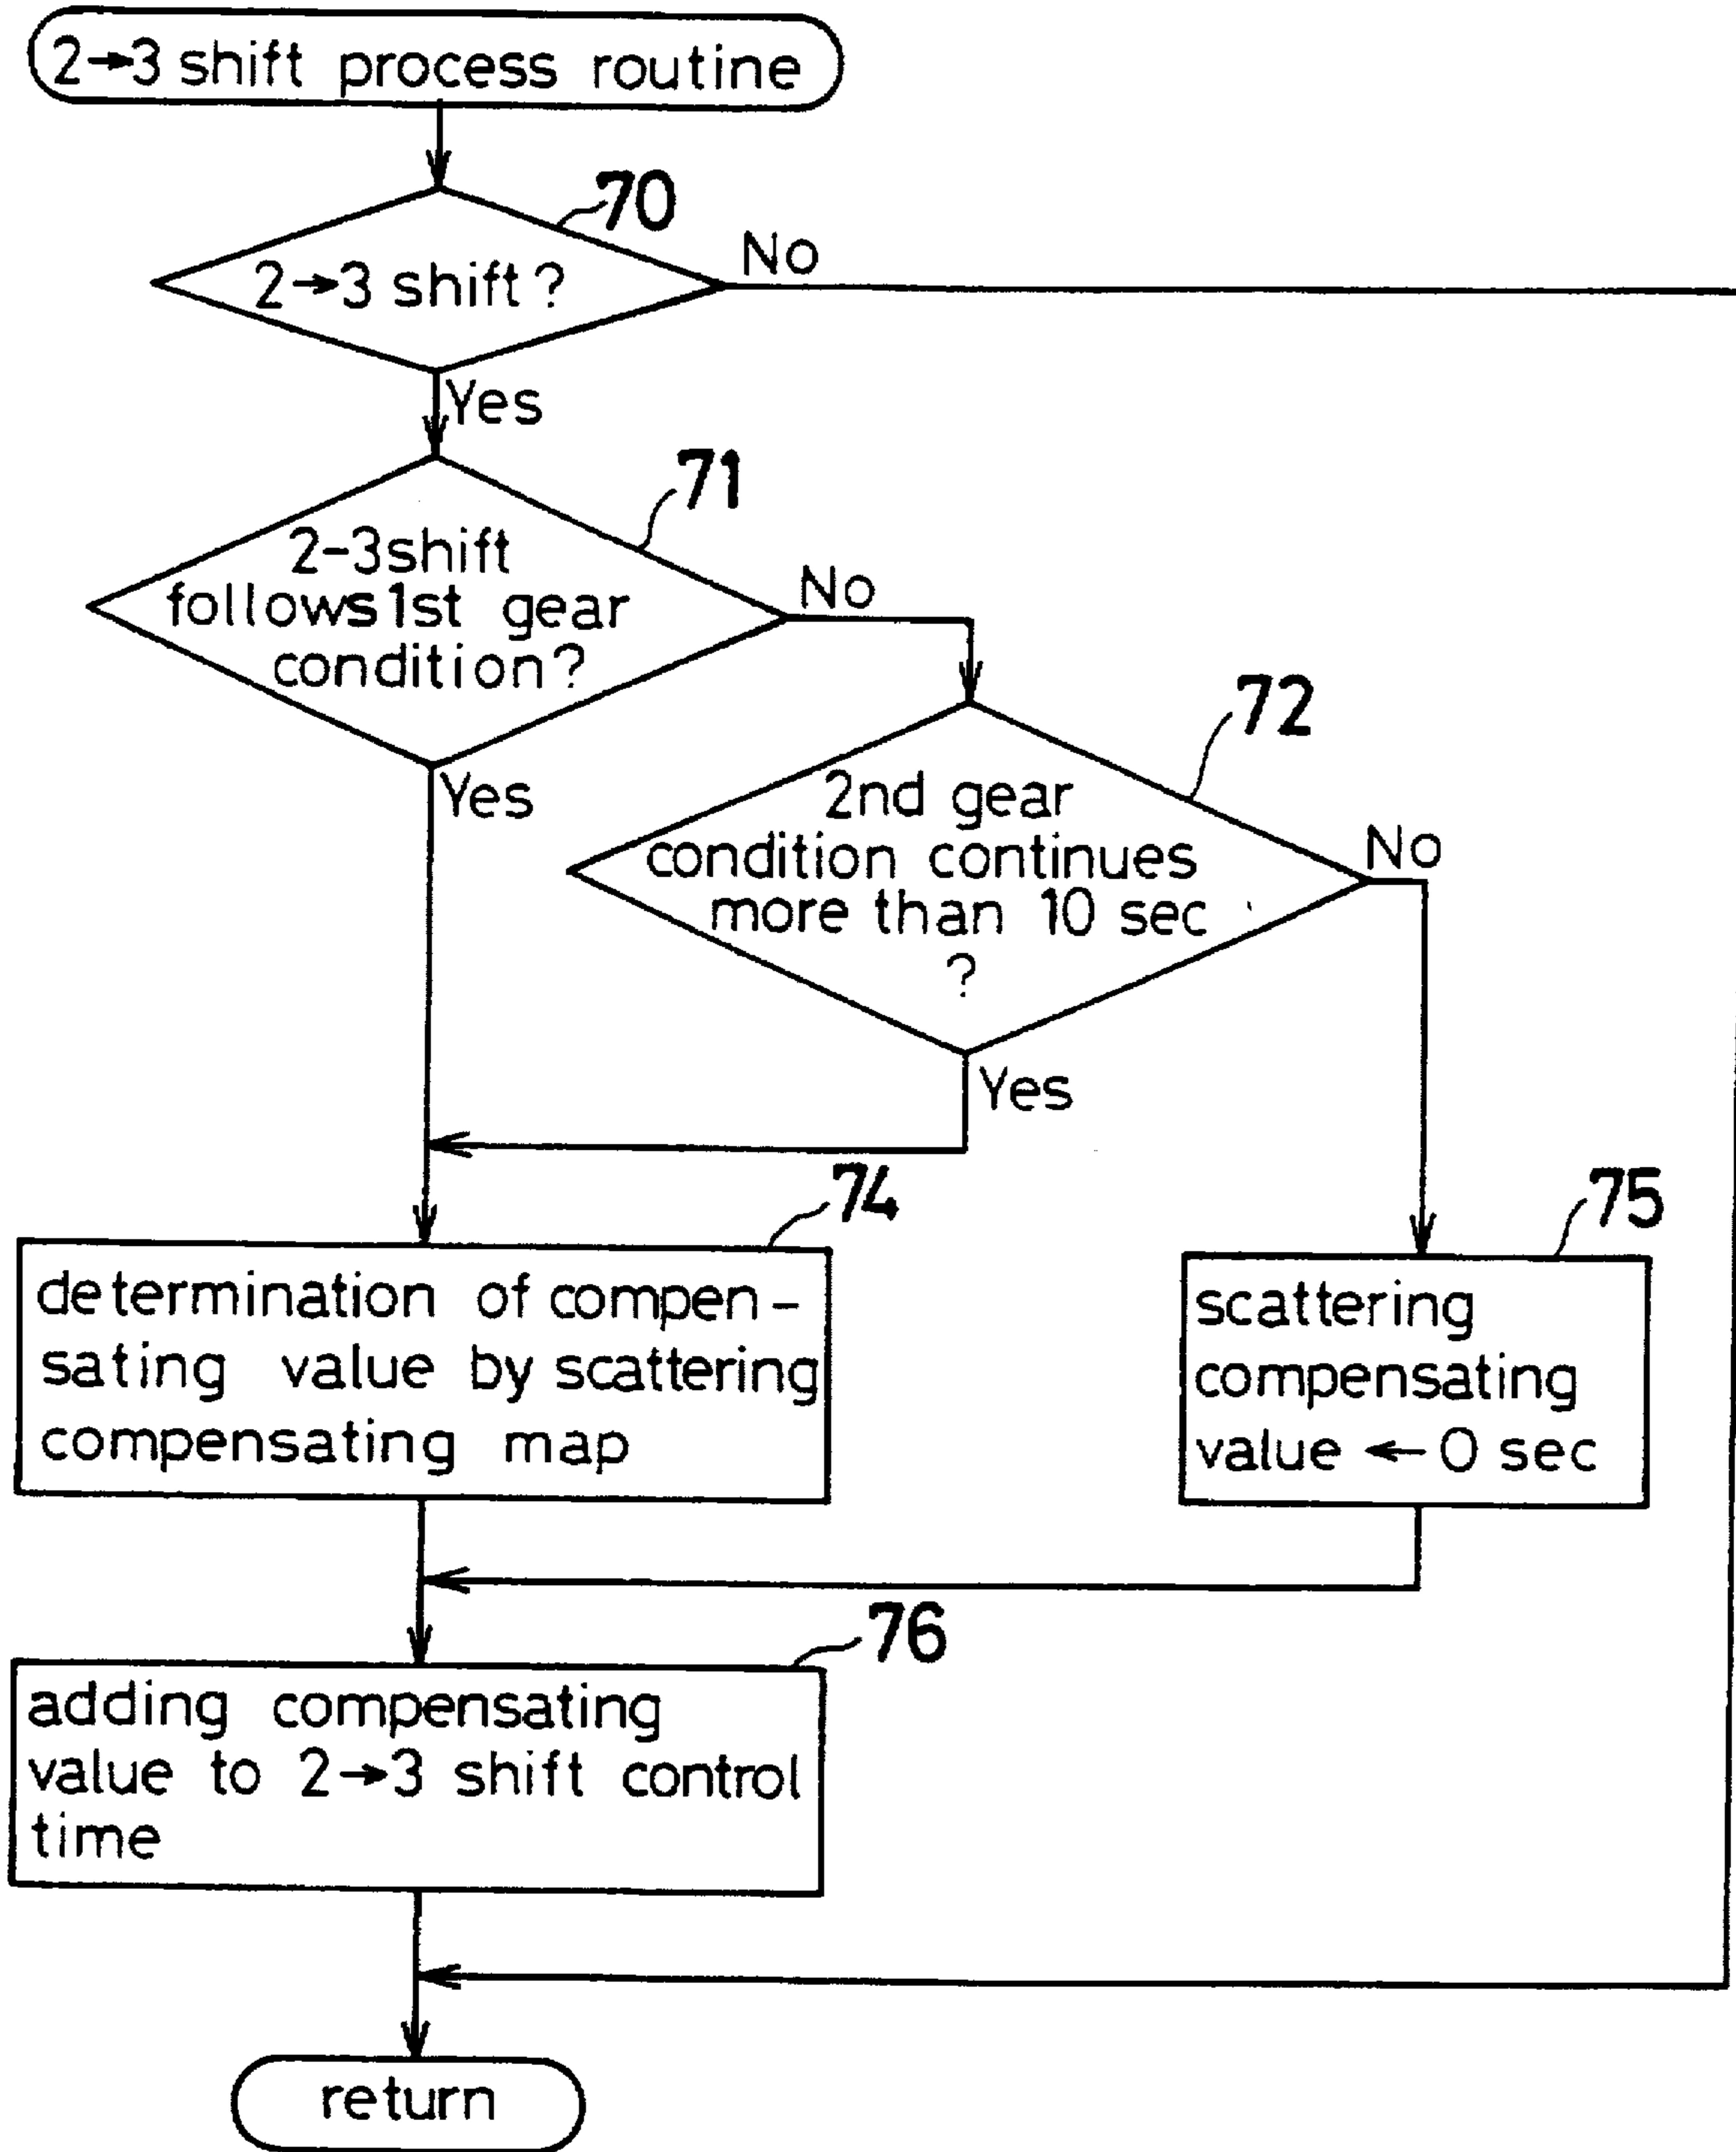 2→3 shift process routine
70
No
2→3 shift?
Yes
71
2-3shift
follows 1st gear
condition?
No
72
Yes
2nd gear
condition continues
more than 10 sec
?
No
Yes
74
75
determination of compen-
sating value by scattering
compensating map
scattering
compensating
value ← 0 sec
76
adding compensating
value to 2→3 shift control
time
return